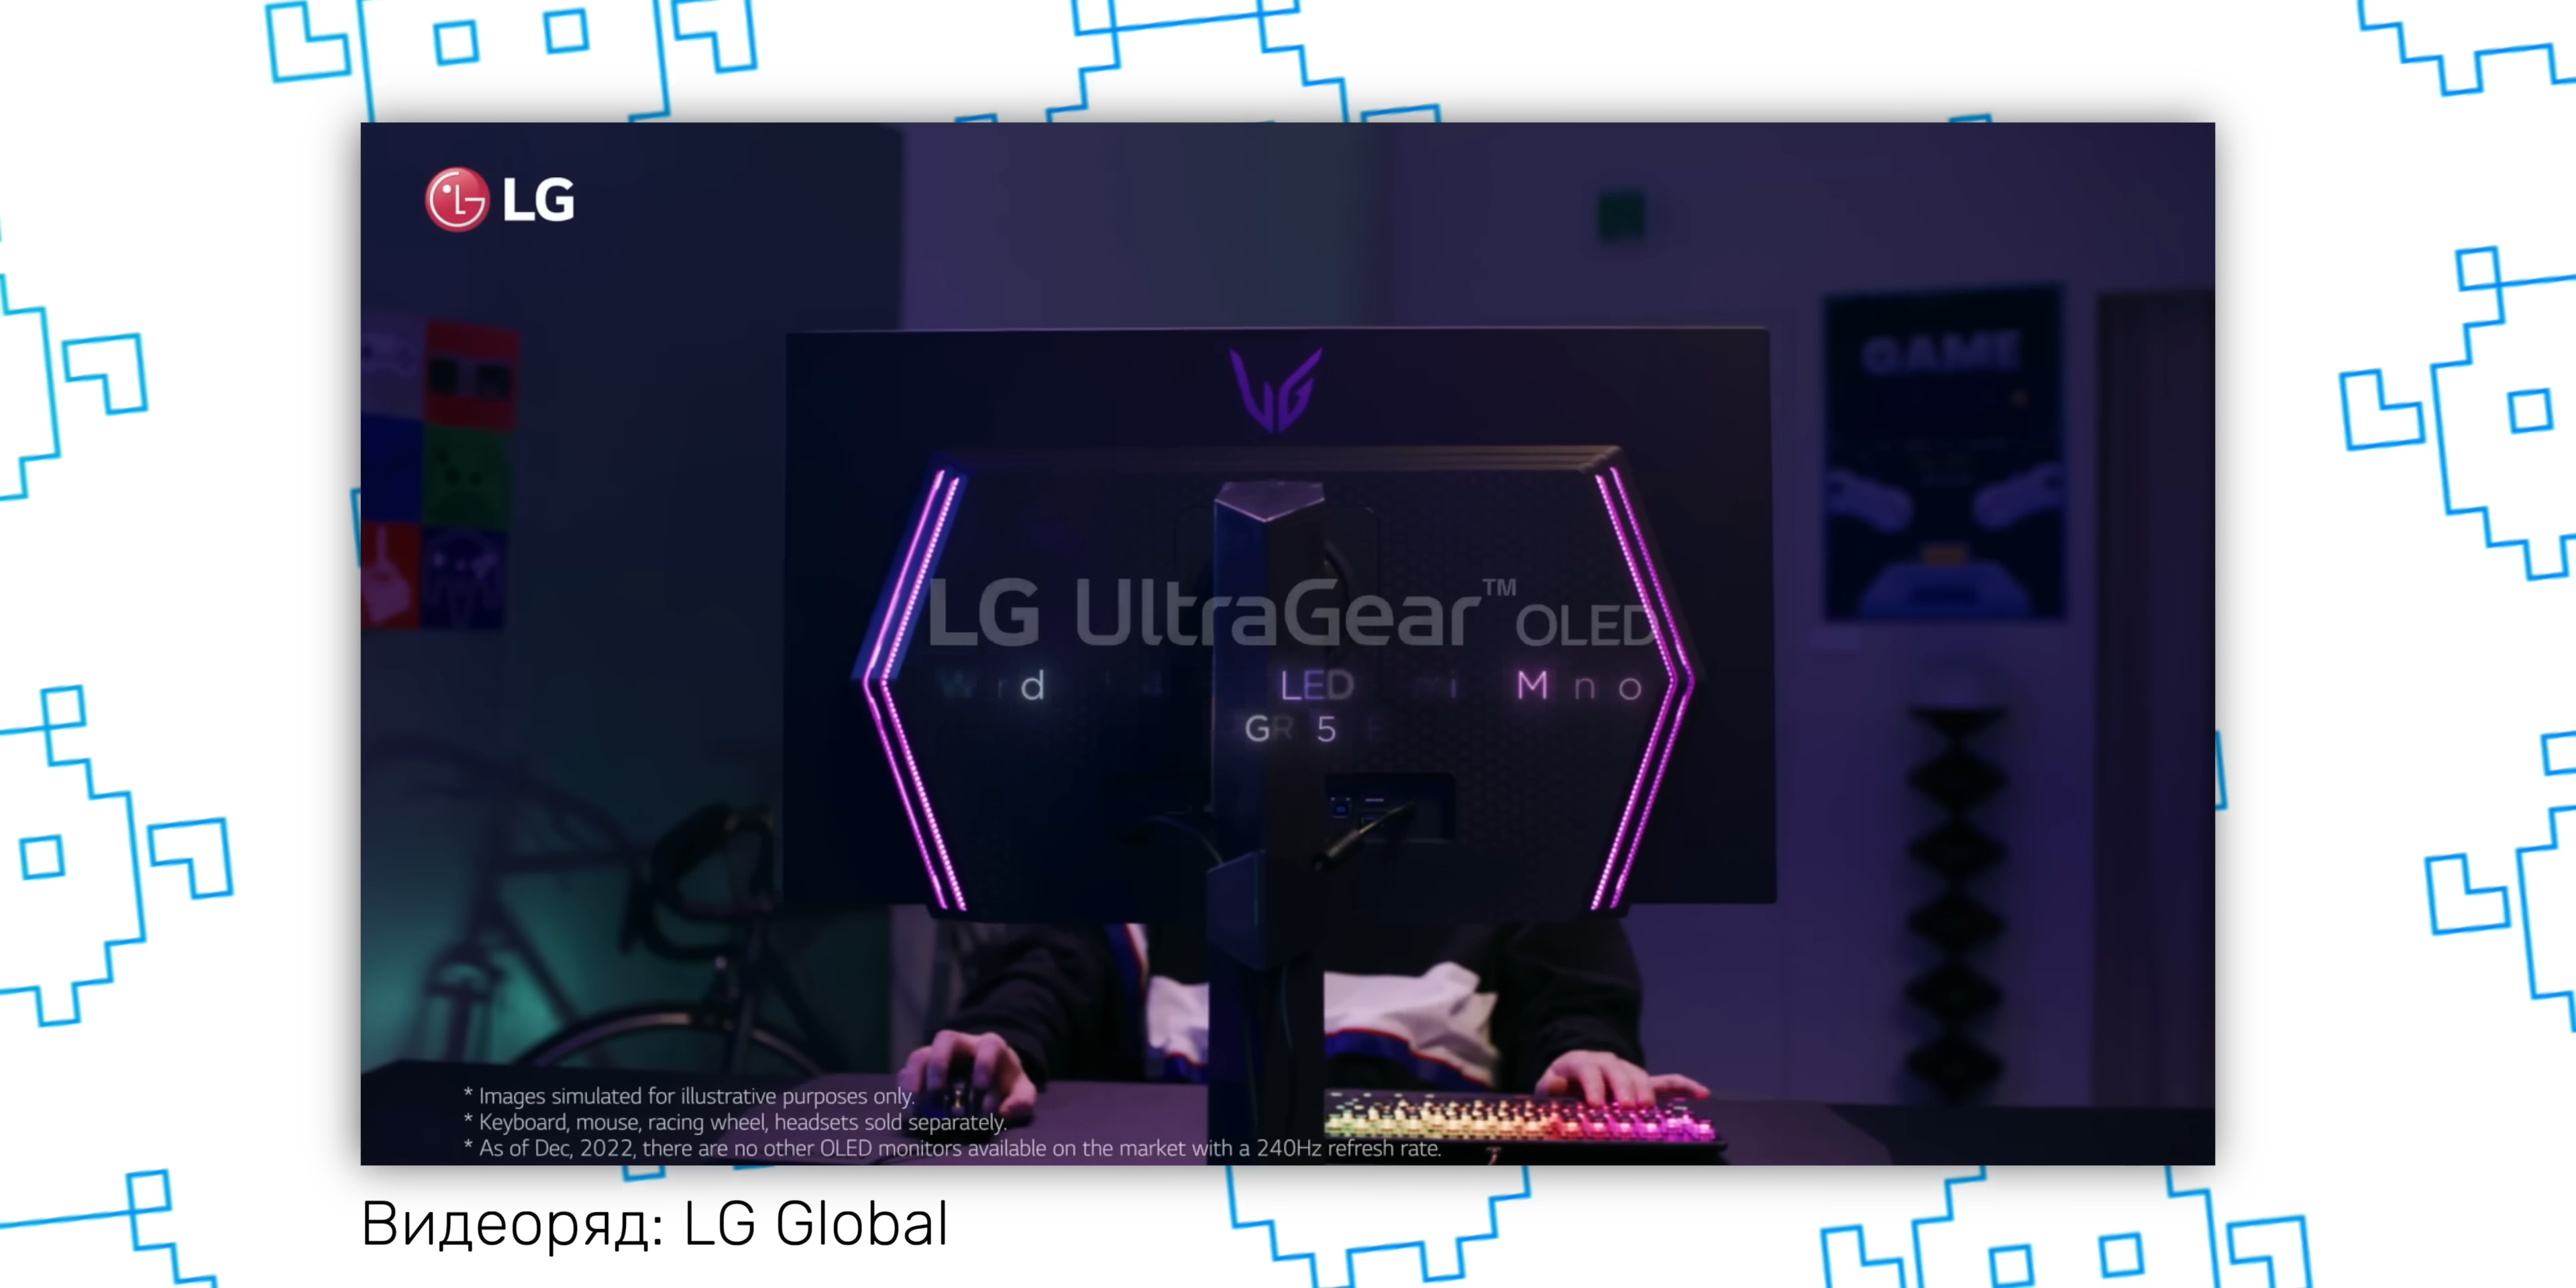 LG
GAME
LG UltraGear™ OLED
* Images simulated for illustrative purposes only.
* Keyboard, mouse, racing wheel, headsets sold separately.
* As of Dec, 2022, there are no other OLED monitors available on the market with a 240Hz refresh rate.
Видеоряд: LG Global